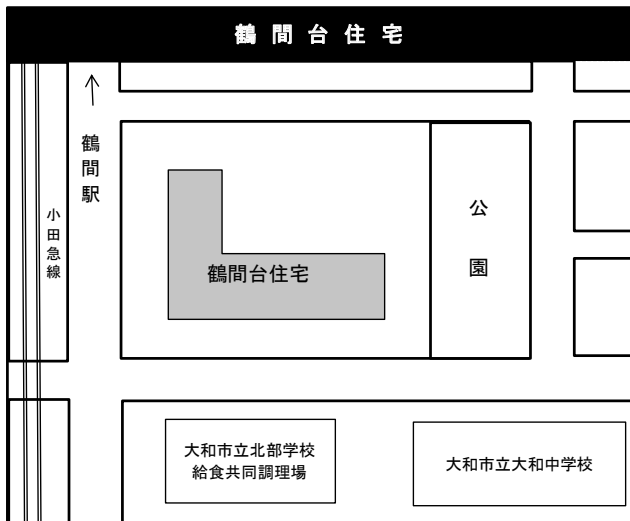 鶴間台住宅
鶴間駅
小田急線
鶴間台住宅
公園
大和市立北部学校
給食共同調理場
大和市立大和中学校